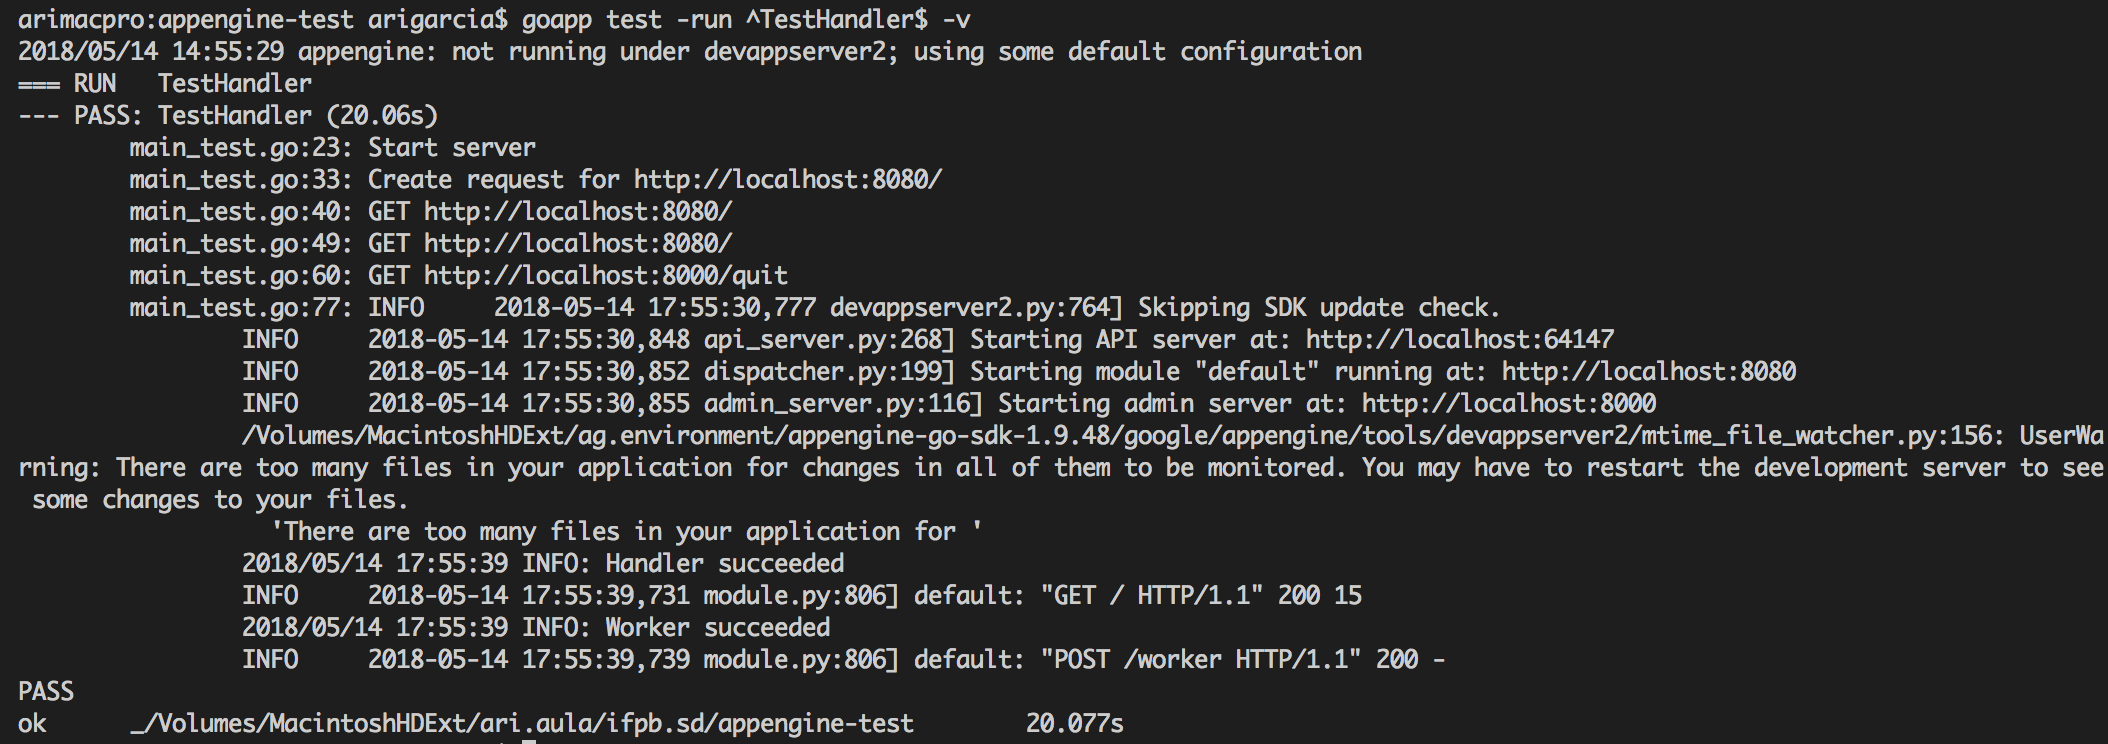 arimacpro:appengine-test arigarcia$ goapp test -run ^TestHandler$ -v
2018/05/14 14:55:29 appengine: not running under devappserver2; using some default configuration
=== RUN   TestHandler
--- PASS: TestHandler (20.06s)
        main_test.go:23: Start server
        main_test.go:33: Create request for http://localhost:8080/
        main_test.go:40: GET http://localhost:8080/
        main_test.go:49: GET http://localhost:8080/
        main_test.go:60: GET http://localhost:8000/quit
        main_test.go:77: INFO     2018-05-14 17:55:30,777 devappserver2.py:764] Skipping SDK update check.
                INFO     2018-05-14 17:55:30,848 api_server.py:268] Starting API server at: http://localhost:64147
                INFO     2018-05-14 17:55:30,852 dispatcher.py:199] Starting module "default" running at: http://localhost:8080
                INFO     2018-05-14 17:55:30,855 admin_server.py:116] Starting admin server at: http://localhost:8000
                /Volumes/MacintoshHDExt/ag.environment/appengine-go-sdk-1.9.48/google/appengine/tools/devappserver2/mtime_file_watcher.py:156: UserWa
rning: There are too many files in your application for changes in all of them to be monitored. You may have to restart the development server to see
 some changes to your files.
                  'There are too many files in your application for '
                2018/05/14 17:55:39 INFO: Handler succeeded
                INFO     2018-05-14 17:55:39,731 module.py:806] default: "GET / HTTP/1.1" 200 15
                2018/05/14 17:55:39 INFO: Worker succeeded
                INFO     2018-05-14 17:55:39,739 module.py:806] default: "POST /worker HTTP/1.1" 200 -
PASS
ok      _/Volumes/MacintoshHDExt/ari.aula/ifpb.sd/appengine-test        20.077s